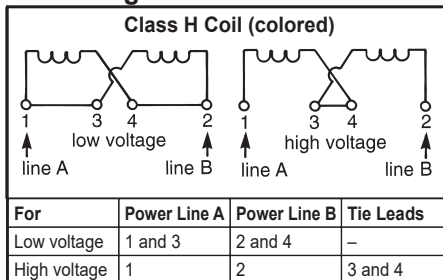 Class H Coil (colored)
1 3 4 2 1 3 4 2
low voltage high voltage
line A line B line A line B
For Power Line A Power Line B Tie Leads
Low voltage 1 and 3 2 and 4 –
High voltage 1 2 3 and 4